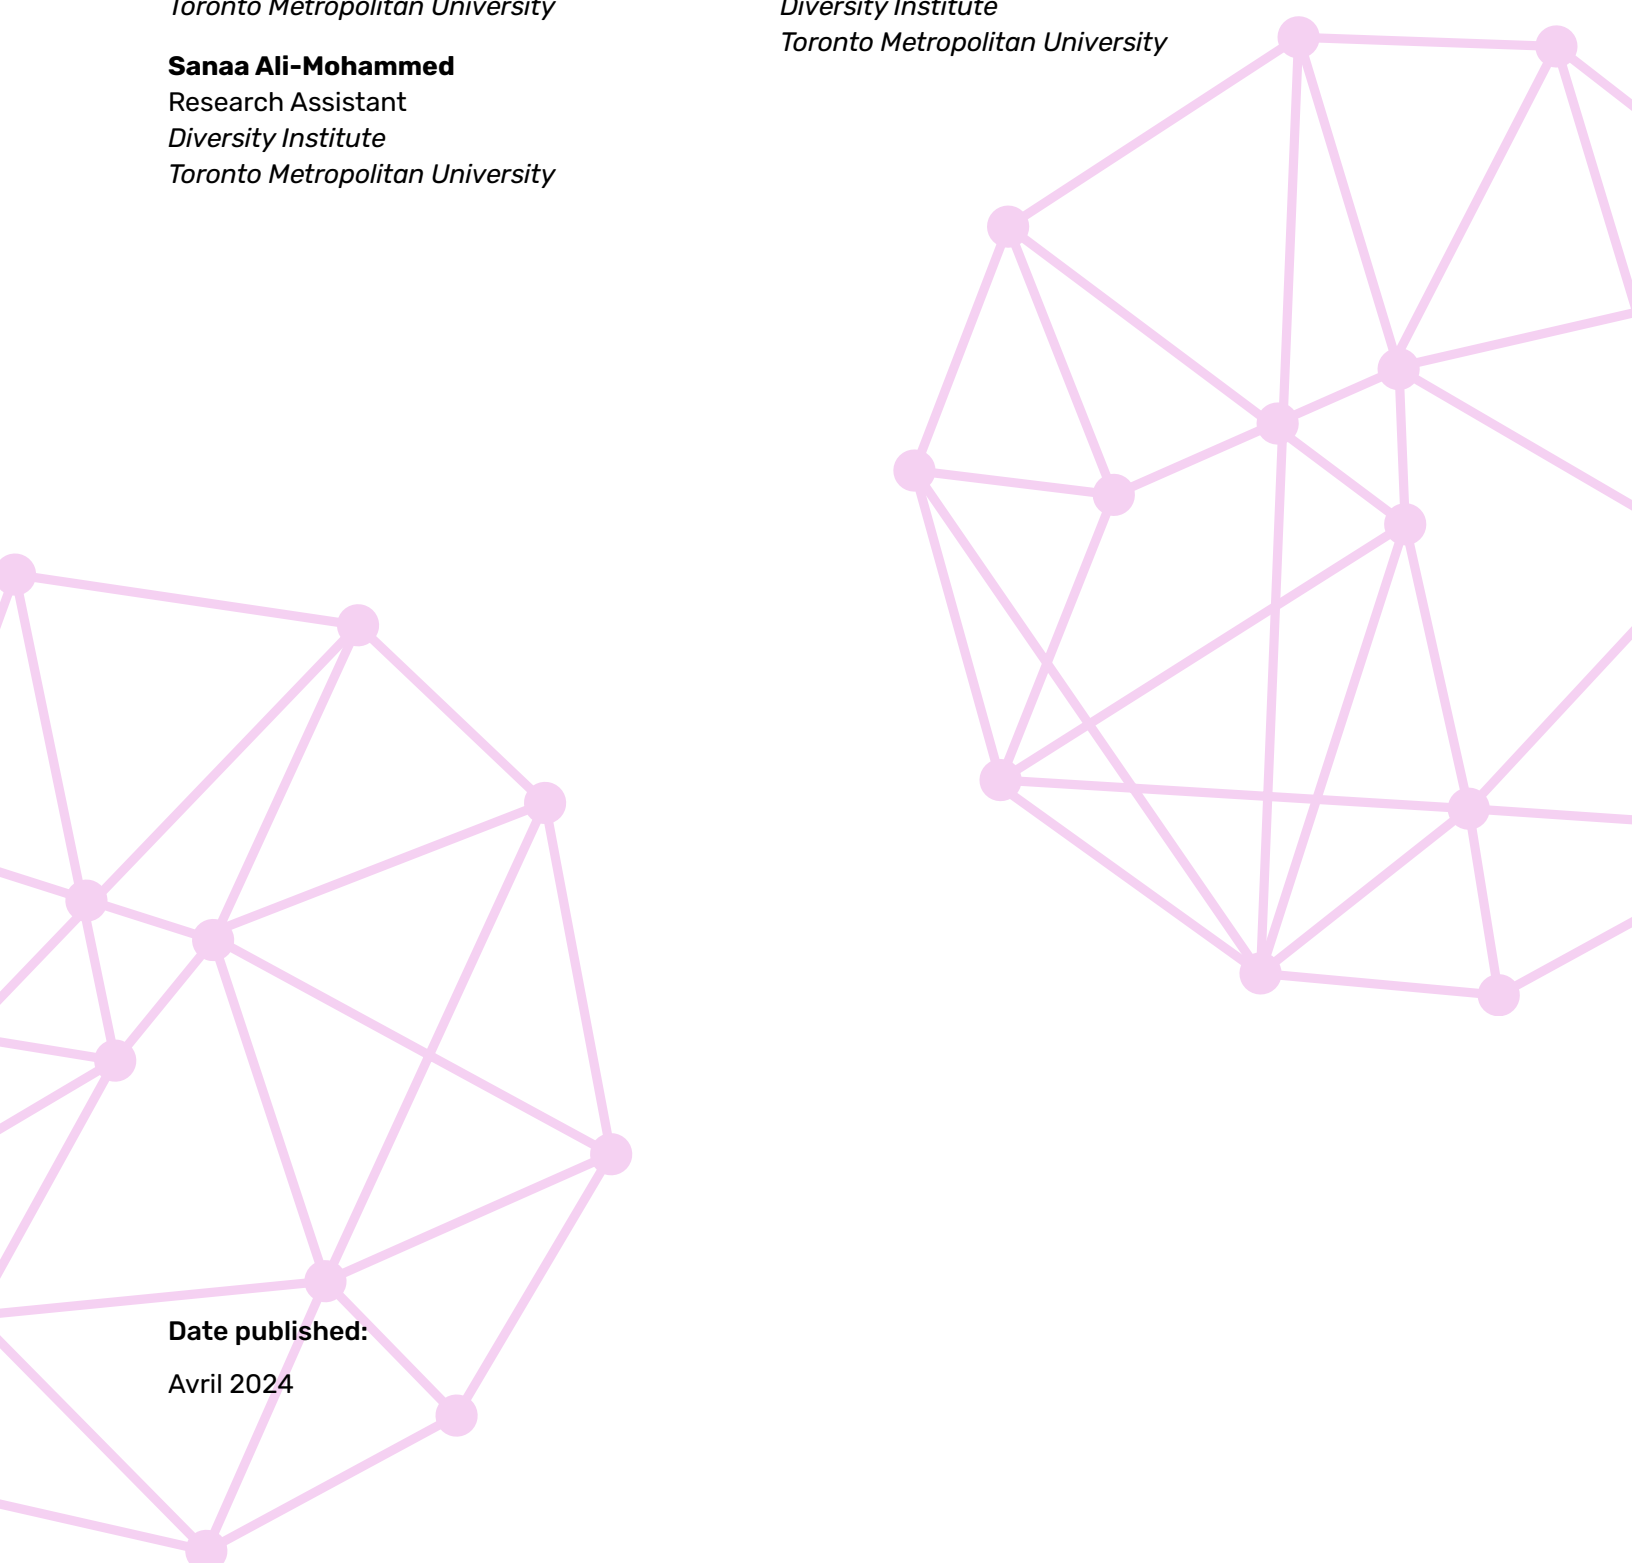 Toronto Metropolitan University
Sanaa Ali-Mohammed
Research Assistant
Diversity Institute
Toronto Metropolitan University
Diversity Institute
Toronto Metropolitan University
Date published:
Avril 2024